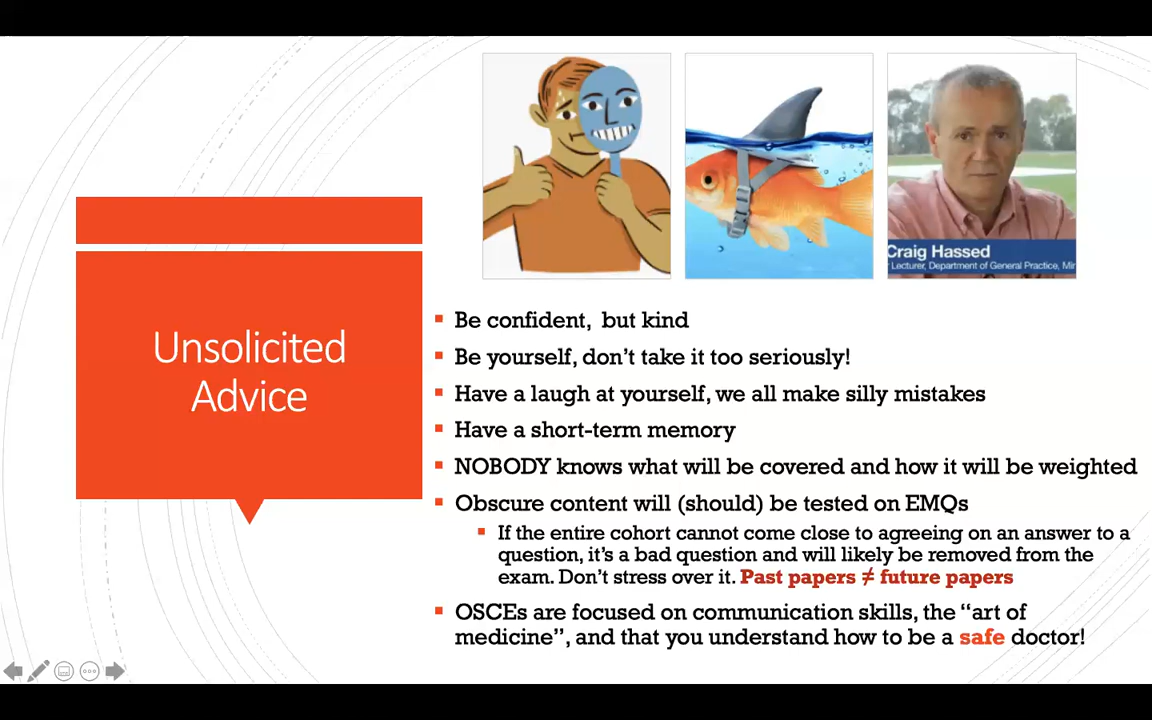 Craig Hassed
Lecturer, Department of General Practice,
Unsolicited
Advice
Be confident, but kind
Be yourself, don’t take it too seriously!
Have a laugh at yourself, we all make silly mistakes
Have a short-term memory
NOBODY knows what will be covered and how it will be weighted
Obscure content will (should) be tested on EMQs
If the entire cohort cannot come close to agreeing on an answer to a
question, it’s a bad question and will likely be removed from the
exam. Don’t stress over it. Past papers ≠ future papers
OSCEs are focused on communication skills, the “art of
medicine”, and that you understand how to be a safe doctor!